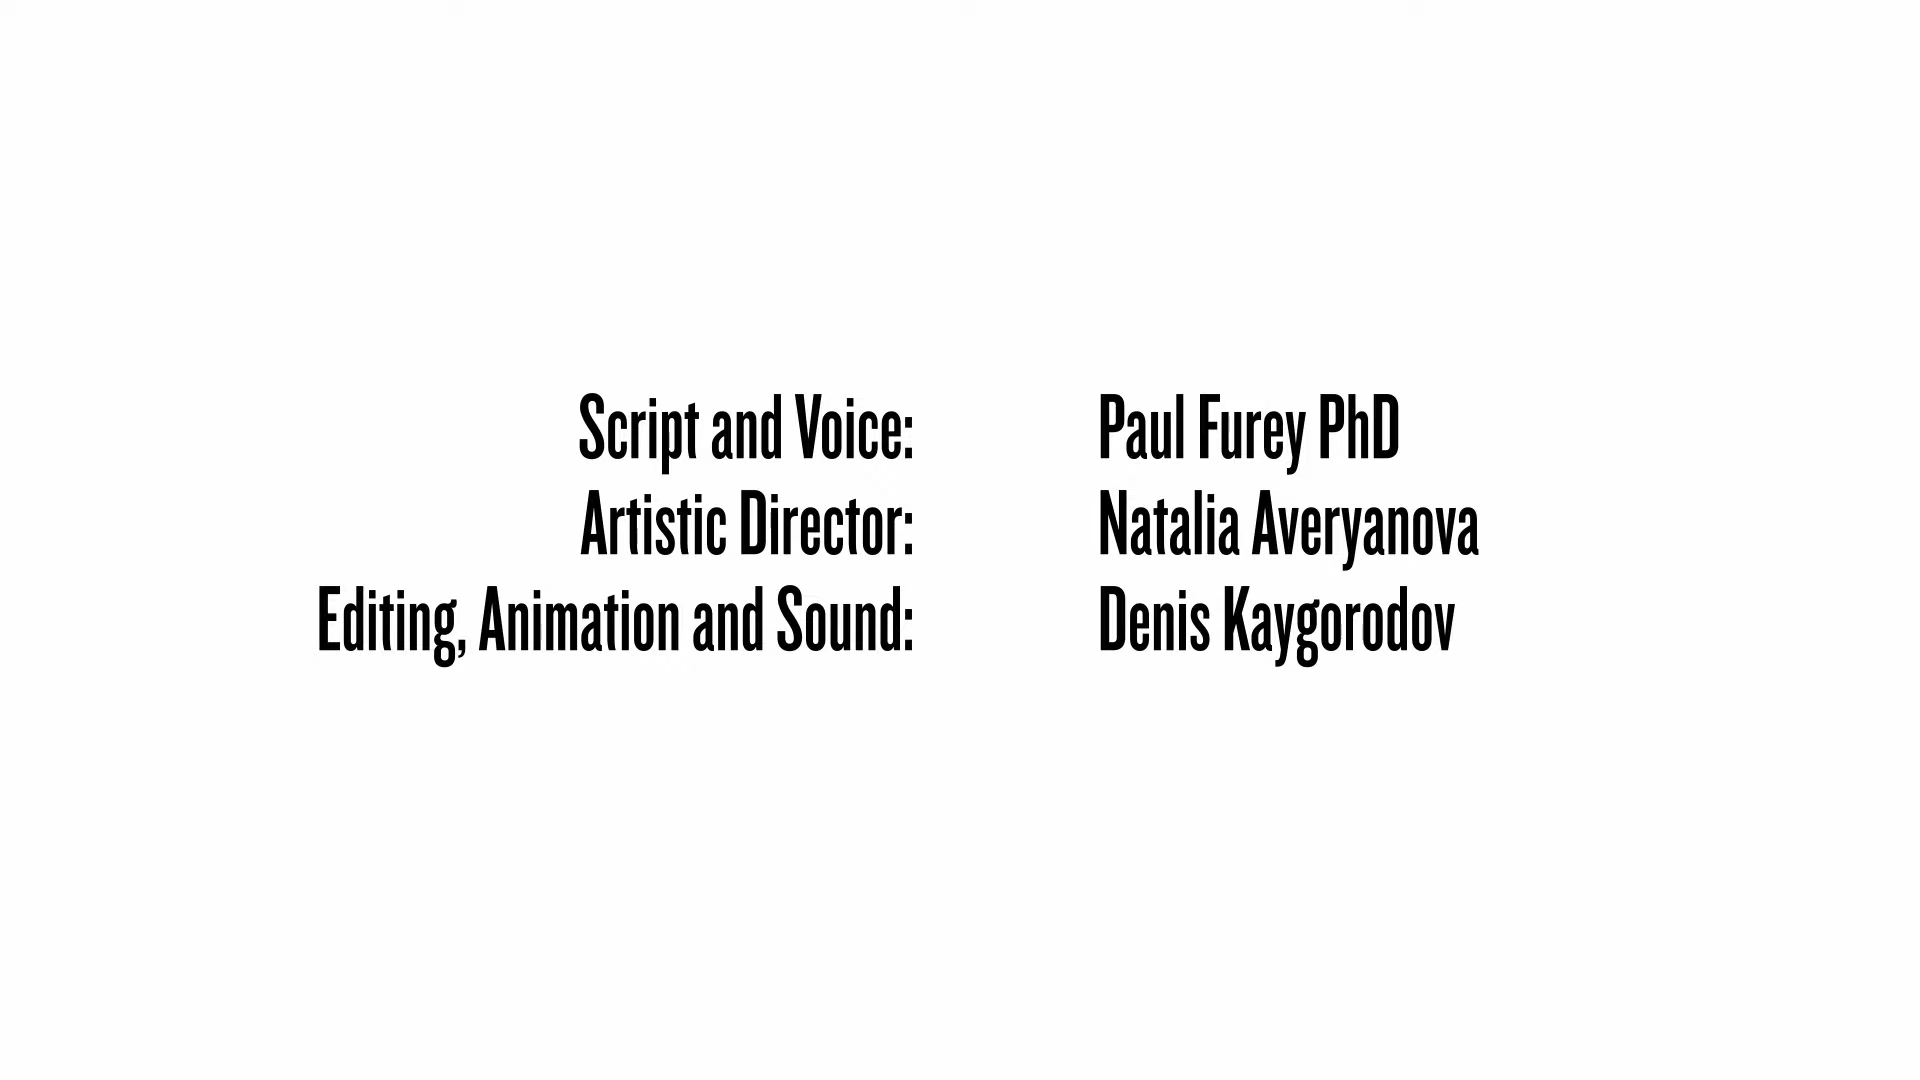 Script and Voice: Paul Furey PhD
Artistic Director: Natalia Averyanova
Editing, Animation and Sound: Denis Kaygorodov